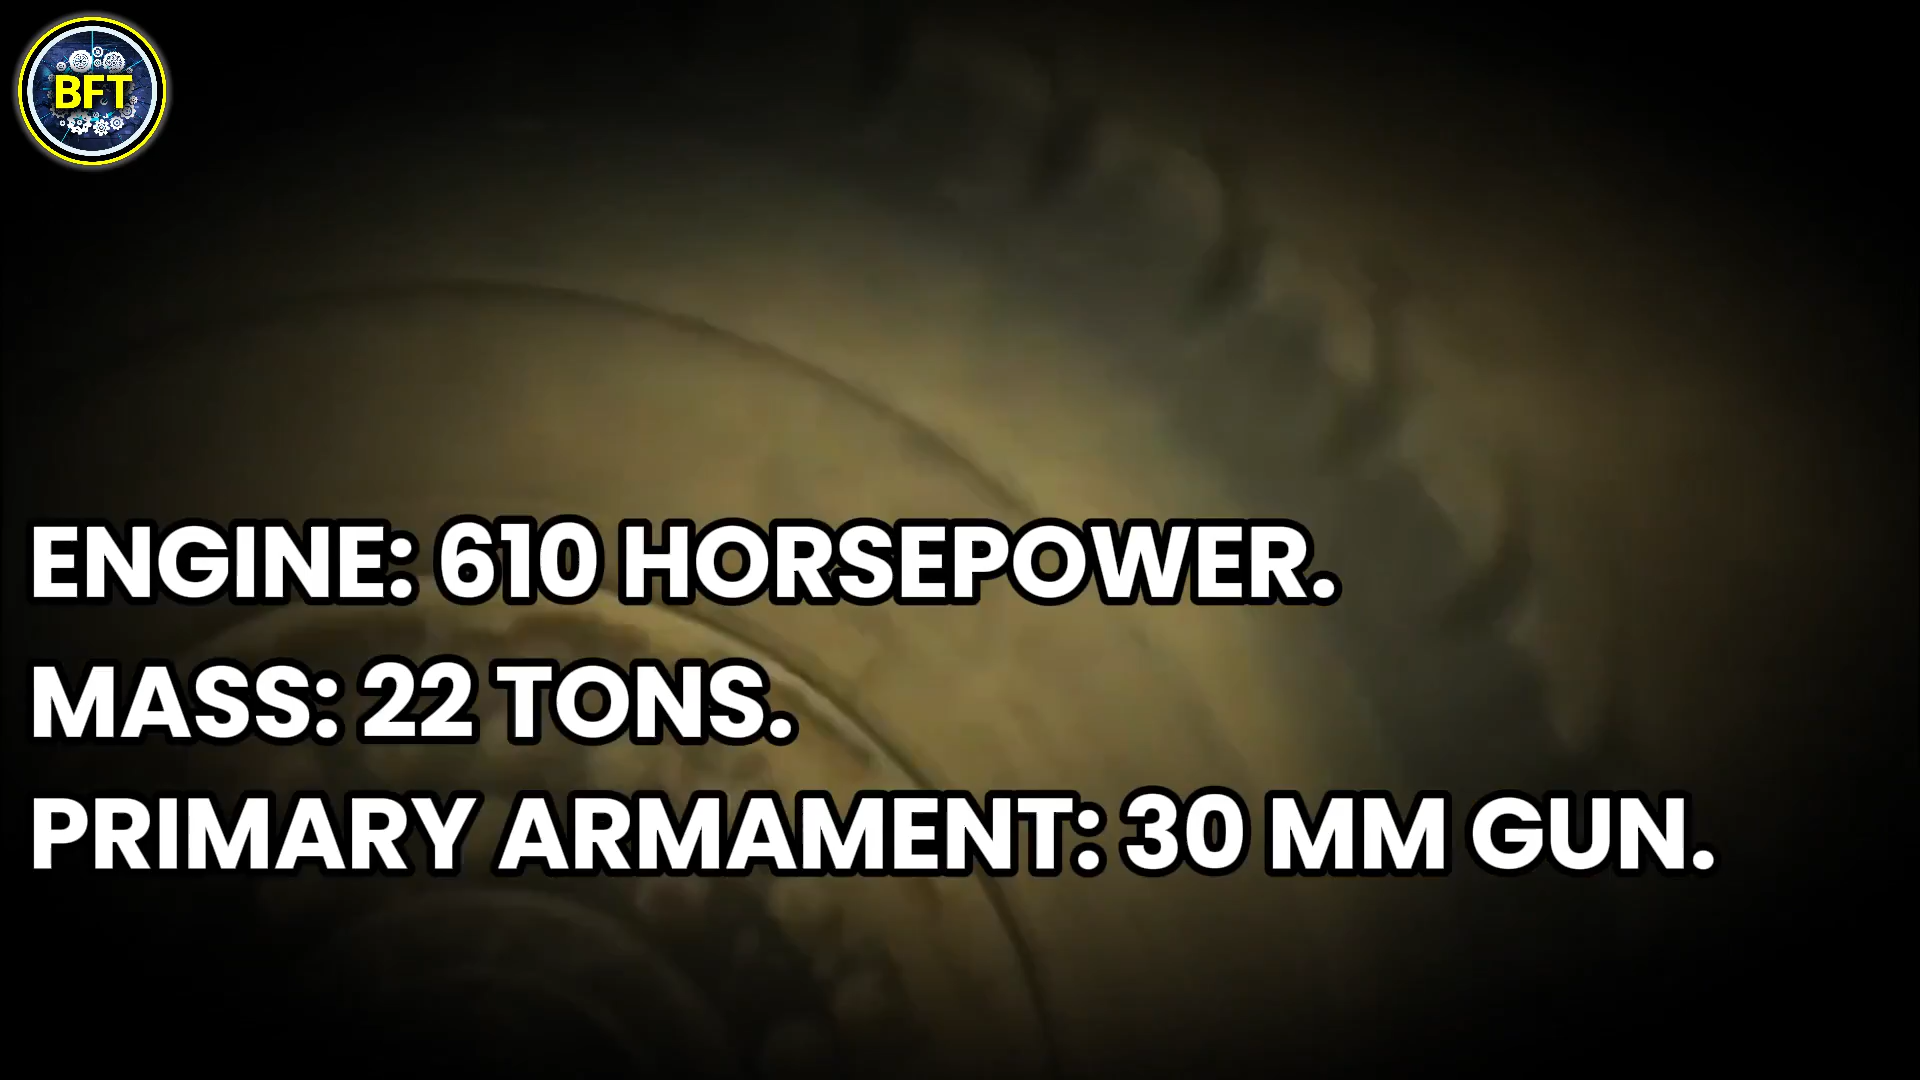 BFT
ENGINE: 610 HORSEPOWER.
MASS: 22 TONS.
PRIMARY ARMAMENT: 30 MM GUN.